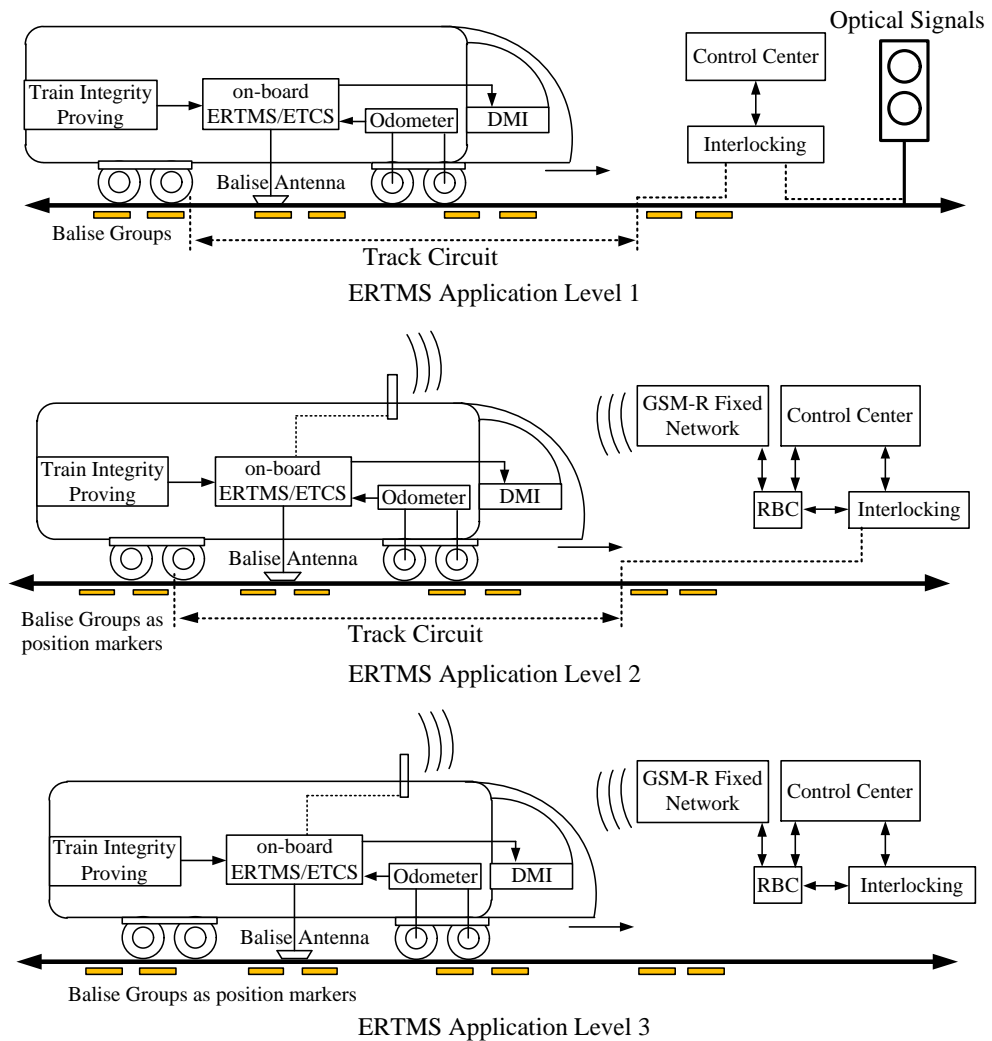 Optical Signals
Control Center
Train Integrity
Proving
on-board
ERTMS/ETCS
Odometer
DMI
Interlocking
Balise Antenna
Balise Groups
Track Circuit
ERTMS Application Level 1
GSM-R Fixed
Network
Control Center
Train Integrity
Proving
on-board
ERTMS/ETCS
Odometer
DMI
RBC
Interlocking
Balise Antenna
Balise Groups as
position markers
Track Circuit
ERTMS Application Level 2
GSM-R Fixed
Network
Control Center
Train Integrity
Proving
on-board
ERTMS/ETCS
Odometer
DMI
RBC
Interlocking
Balise Antenna
Balise Groups as position markers
ERTMS Application Level 3